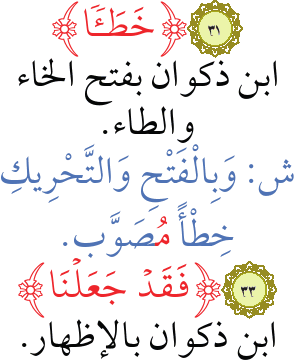 ٣١ ﴿خَطَـًٔا﴾
ابن ذكوان بفتح الخاء
والطاء.
ش: وَبِالْفَتْحِ وَالتَّحْرِيكِ
خِطْأً مُصَوَّب.
٣٣ ﴿فَقَدۡ جَعَلۡنَا﴾
ابن ذكوان بالإظهار.